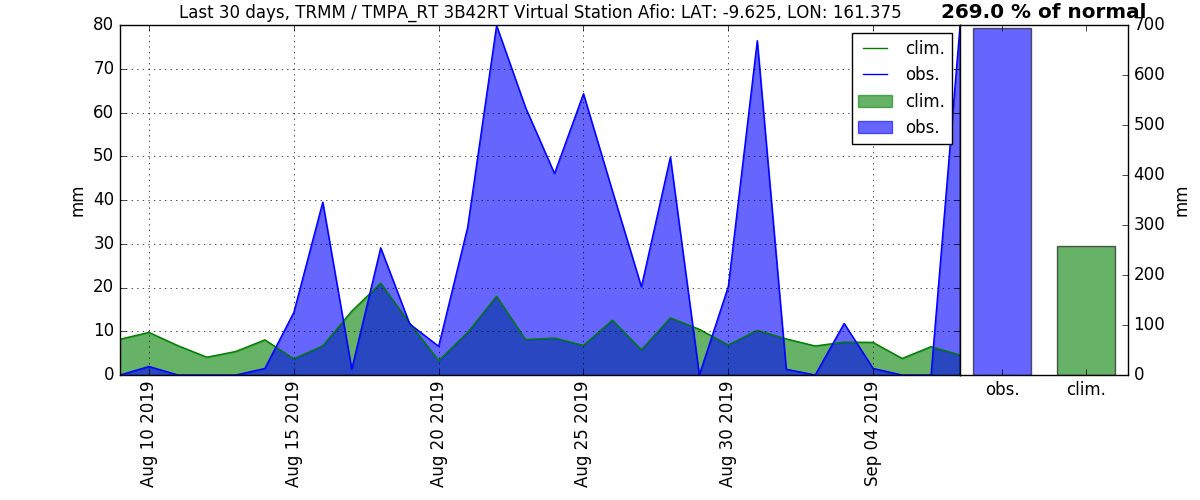 Last 30 days, TRMM / TMPA_RT 3B42RT Virtual Station Afio: LAT: -9.625, LON: 161.375
269.0 % of normal
80
70
60
50
40
30
20
10
0
mm
clim.
obs.
clim.
obs.
700
600
500
400
300
200
100
0
mm
obs.
clim.
Aug 10 2019
Aug 15 2019
Aug 20 2019
Aug 25 2019
Aug 30 2019
Sep 04 2019